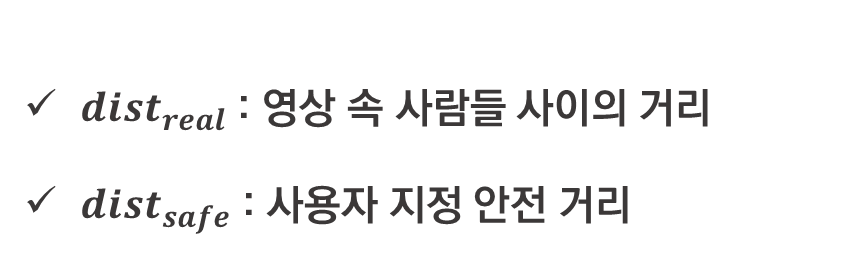 ✓ dist_real : 영상 속 사람들 사이의 거리
✓ dist_safe : 사용자 지정 안전 거리